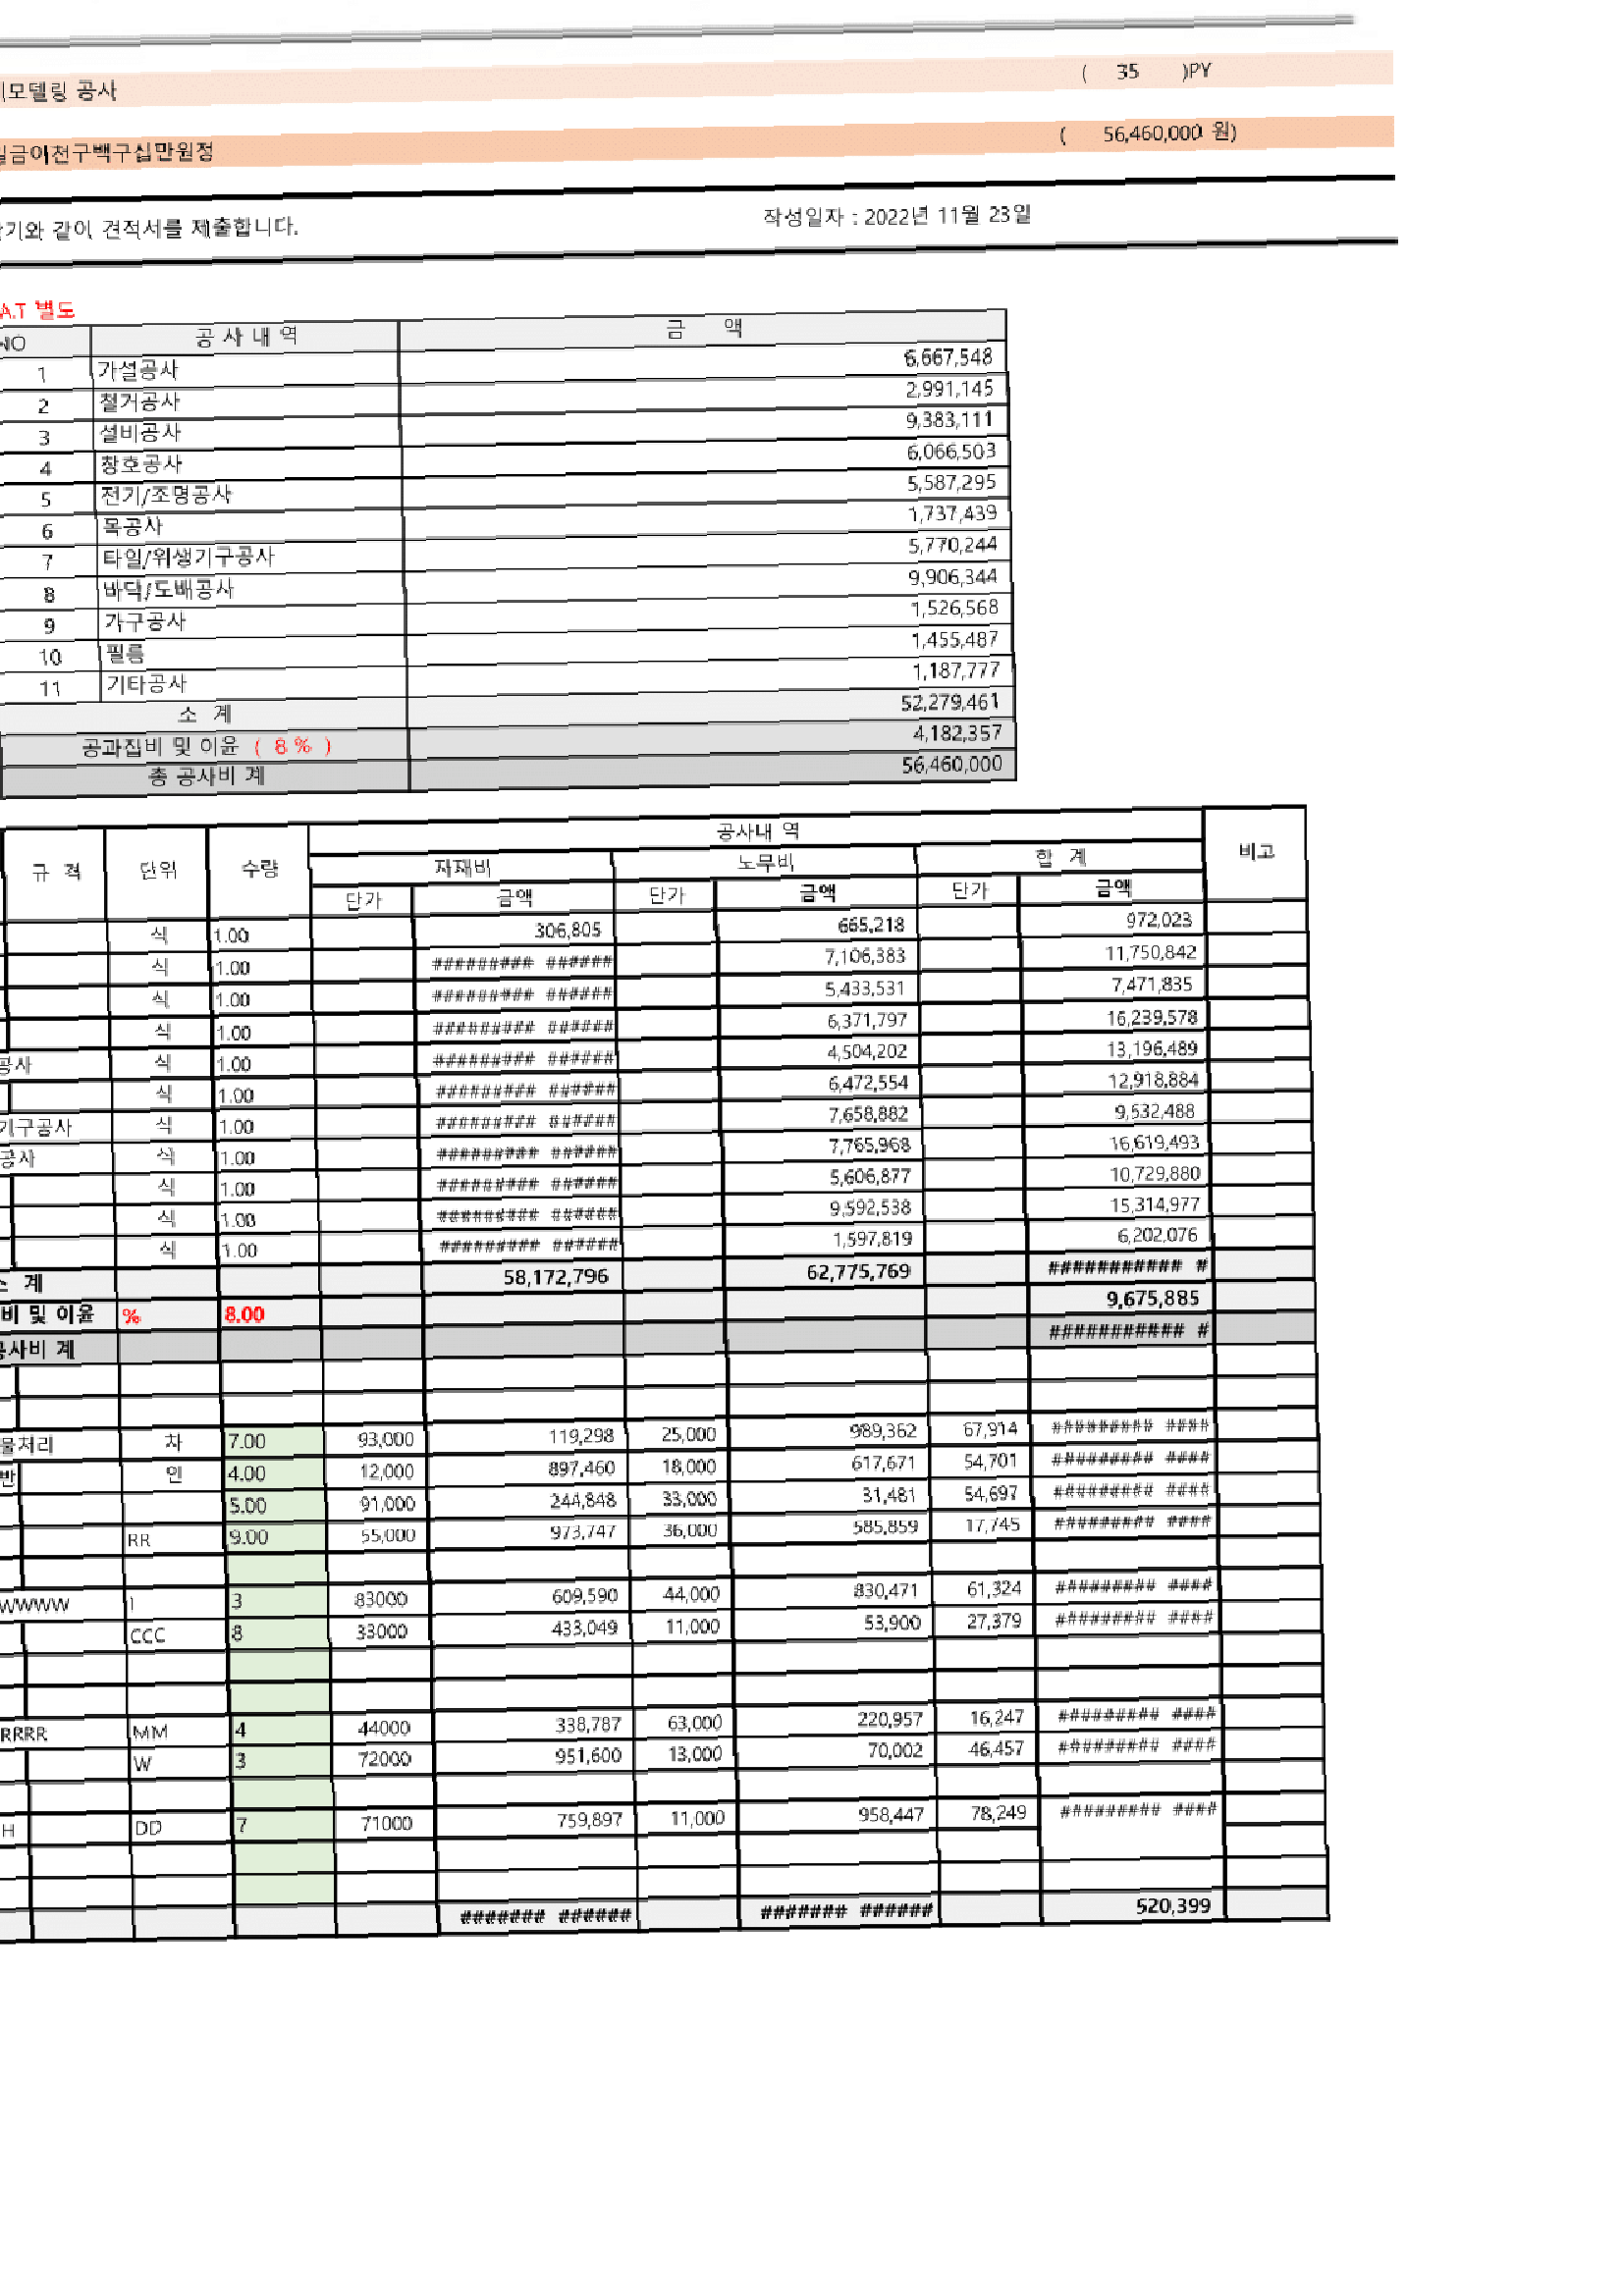 모델링 공사 ( 35 )PY
일금이전구백구십만원정 ( 56,460,000 원)
기와 같이 견적서를 제출합니다. 작성일자 : 2022년 11월 23일
A.T 별도
NO 공 사 내 역 금 액
1 가설공사 6,667,548
2 철거공사 2,991,145
3 설비공사 9,383,111
4 창호공사 6,066,503
5 전기/조명공사 5,587,295
6 목공사 1,737,439
7 타일/위생기구공사 5,770,244
8 바닥/도배공사 9,906,344
9 가구공사 1,526,568
10 필름 1,455,487
11 기타공사 1,187,777
소 계 52,279,461
공과잡비 및 이윤 ( 8 % ) 4,182,357
총 공사비 계 56,460,000
규 격 단위 수량 공사내 역 비고
자재비 노무비 합 계
단가 금액 단가 금액 단가 금액
식 1.00 306,805 665,218 972,023
식 1.00 ######### ###### 7,106,383 11,750,842
식 1.00 ######### ###### 5,433,531 7,471,835
식 1.00 ######### ###### 6,371,797 16,239,578
공사 식 1.00 ######### ###### 4,504,202 13,196,489
식 1.00 ######### ###### 6,472,554 12,918,884
기구공사 식 1.00 ######### ###### 7,658,882 9,532,488
공사 식 1.00 ######### ###### 7,765,968 16,619,493
식 1.00 ######### ###### 5,606,877 10,729,880
식 1.00 ######### ###### 9,592,538 15,314,977
식 1.00 ######### ###### 1,597,819 6,202,076
소 계 58,172,796 62,775,769 ########### #
비 및 이윤 % 8.00 9,675,885
공사비 계 ########### #
물처리 차 7.00 93,000 119,298 25,000 989,362 67,914 ######### ####
반 인 4.00 12,000 897,460 18,000 617,671 54,701 ######### ####
5.00 91,000 244,848 33,000 31,481 54,697 ######### ####
RR 9.00 55,000 973,747 36,000 585,859 17,745 ######### ####
WWWW I 3 83000 609,590 44,000 830,471 61,324 ######### ####
CCC 8 33000 433,049 11,000 53,900 27,379 ######### ####
RRRR MM 4 44000 338,787 63,000 220,957 16,247 ######### ####
W 3 72000 951,600 13,000 70,002 46,457 ######### ####
H DD 7 71000 759,897 11,000 958,447 78,249 ######### ####
####### ###### ####### ###### 520,399